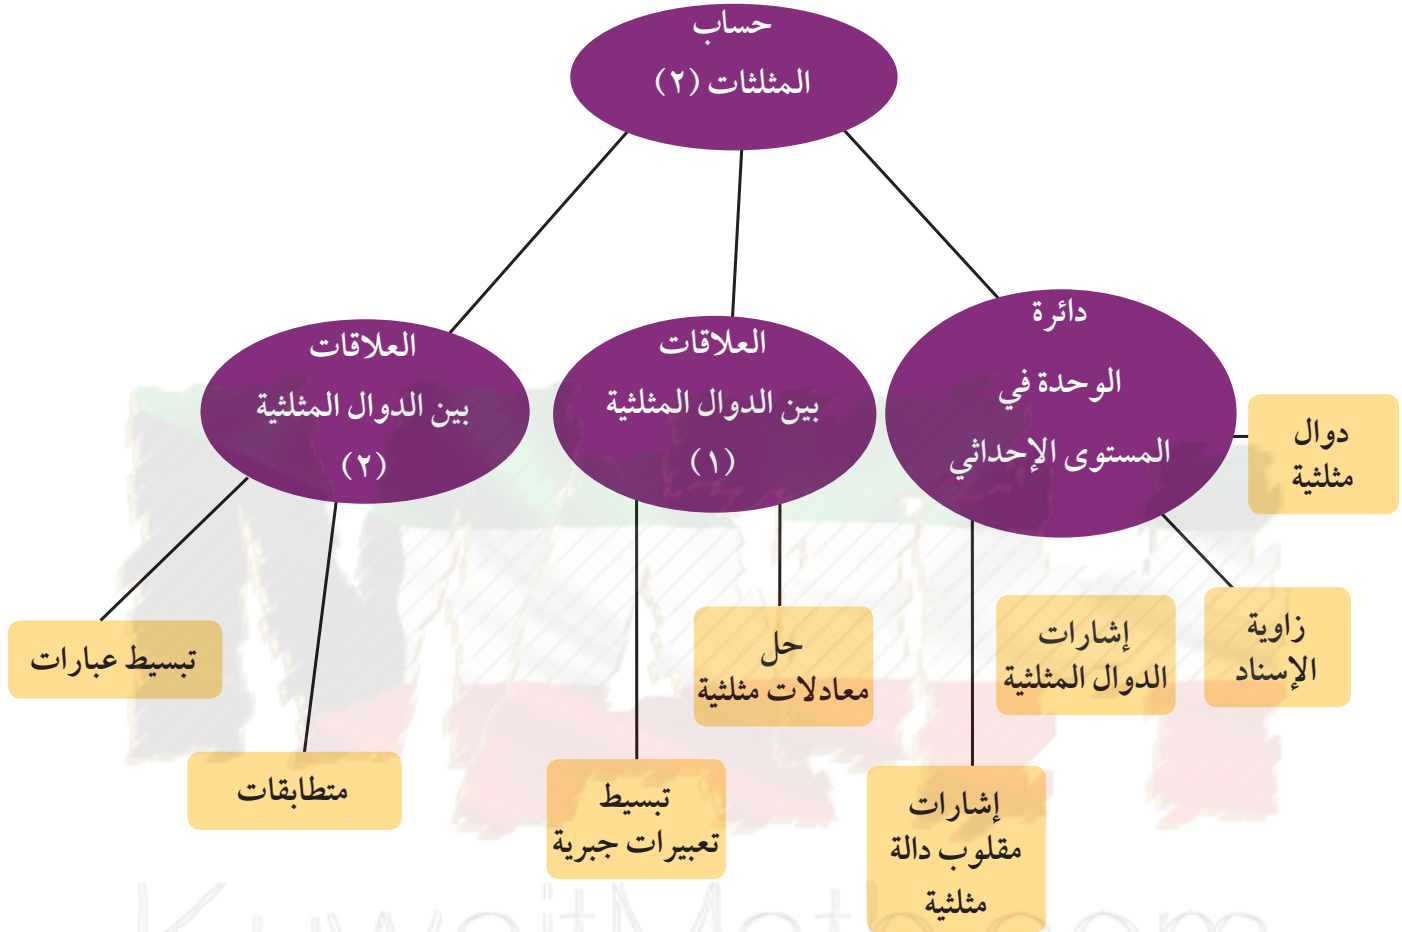 حساب
المثلثات (٢)
دائرة
الوحدة في
المستوى الإحداثي
العلاقات
بين الدوال المثلثية
(١)
العلاقات
بين الدوال المثلثية
(٢)
دوال
مثلثية
زاوية
الإسناد
إشارات
الدوال المثلثية
إشارات
مقلوب دالة
مثلثية
حل
معادلات مثلثية
تبسيط
تعبيرات جبرية
متطابقات
تبسيط عبارات
KuwaitMath.com